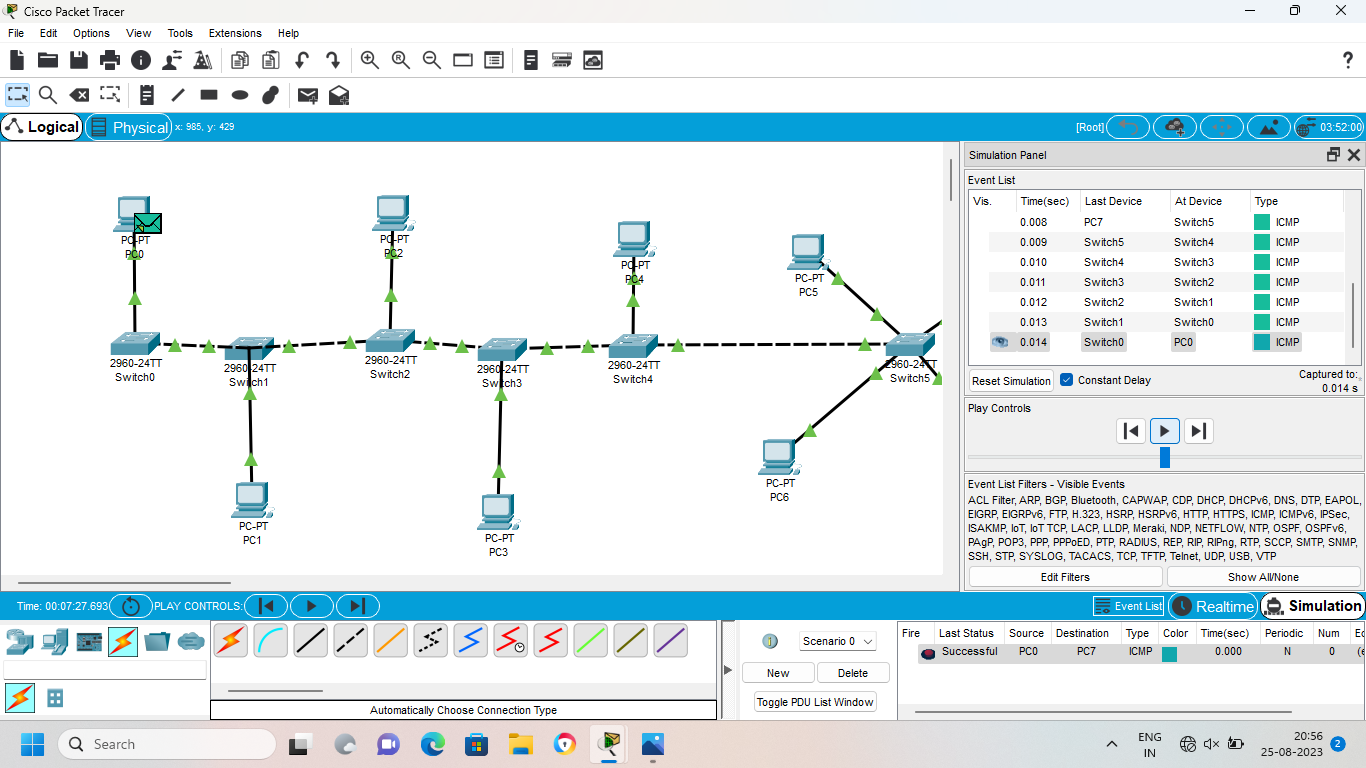 Cisco Packet Tracer
File Edit Options View Tools Extensions Help
Logical Physical x: 985, y: 429 [Root] 03:52:00
PC-PT
PC0
PC-PT
PC2
PC-PT
PC4
PC-PT
PC5
2960-24TT
Switch0
2960-24TT
Switch1
2960-24TT
Switch2
2960-24TT
Switch3
2960-24TT
Switch4
2960-24TT
Switch5
PC-PT
PC1
PC-PT
PC3
PC-PT
PC6
Simulation Panel
Event List
Vis. Time(sec) Last Device At Device Type
0.008 PC7 Switch5 ICMP
0.009 Switch5 Switch4 ICMP
0.010 Switch4 Switch3 ICMP
0.011 Switch3 Switch2 ICMP
0.012 Switch2 Switch1 ICMP
0.013 Switch1 Switch0 ICMP
0.014 Switch0 PC0 ICMP
Reset Simulation Constant Delay Captured to:
0.014 s
Play Controls
Event List Filters - Visible Events
ACL Filter, ARP, BGP, Bluetooth, CAPWAP, CDP, DHCP, DHCPv6, DNS, DTP, EAPOL,
EIGRP, EIGRPv6, FTP, H.323, HSRP, HSRPv6, HTTP, HTTPS, ICMP, ICMPv6, IPSec,
ISAKMP, IoT, IoT TCP, LACP, LLDP, Meraki, NDP, NETFLOW, NTP, OSPF, OSPFv6,
PAgP, POP3, PPP, PPPoED, PTP, RADIUS, REP, RIP, RIPng, RTP, SCCP, SMTP, SNMP,
SSH, STP, SYSLOG, TACACS, TCP, TFTP, Telnet, UDP, USB, VTP
Edit Filters Show All/None
Time: 00:07:27.693 PLAY CONTROLS: Event List Realtime Simulation
Scenario 0
New Delete
Toggle PDU List Window
Automatically Choose Connection Type
Fire Last Status Source Destination Type Color Time(sec) Periodic Num Ec
Successful PC0 PC7 ICMP 0.000 N 0 (e
Search
ENG
IN
20:56
25-08-2023
2